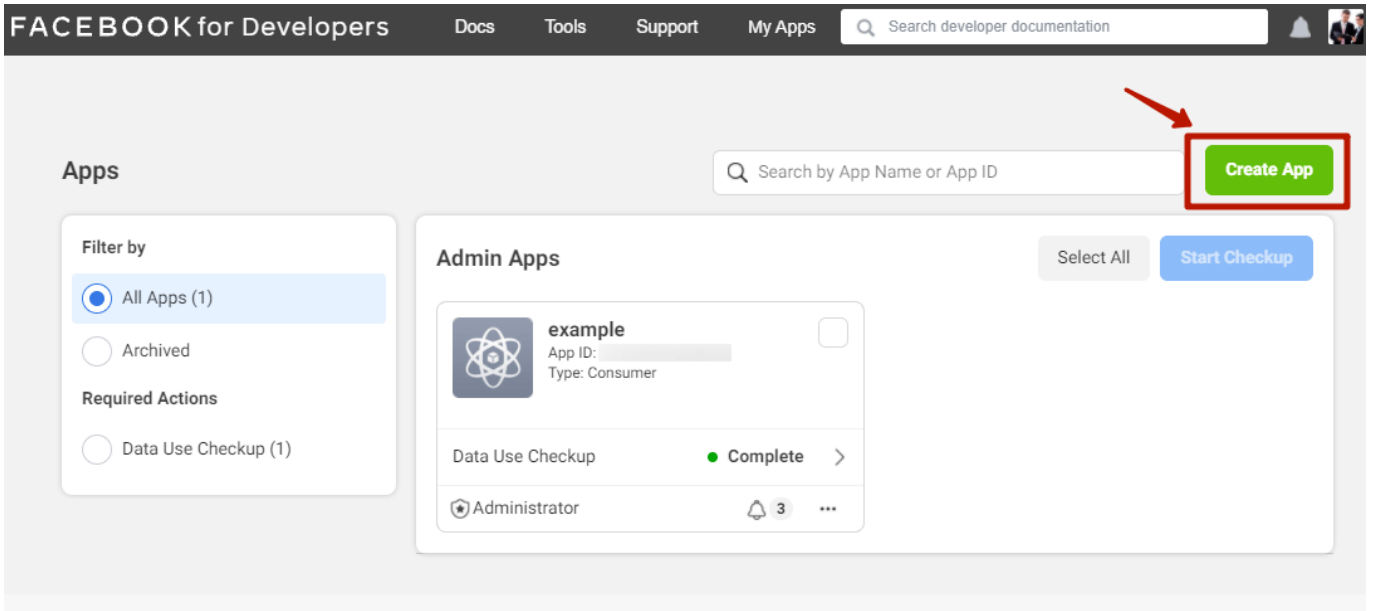 FACEBOOK for Developers Docs Tools Support My Apps Search developer documentation
Apps Search by App Name or App ID Create App
Filter by
All Apps (1)
Archived
Required Actions
Data Use Checkup (1)
Admin Apps Select All Start Checkup
example
App ID:
Type: Consumer
Data Use Checkup Complete
Administrator 3